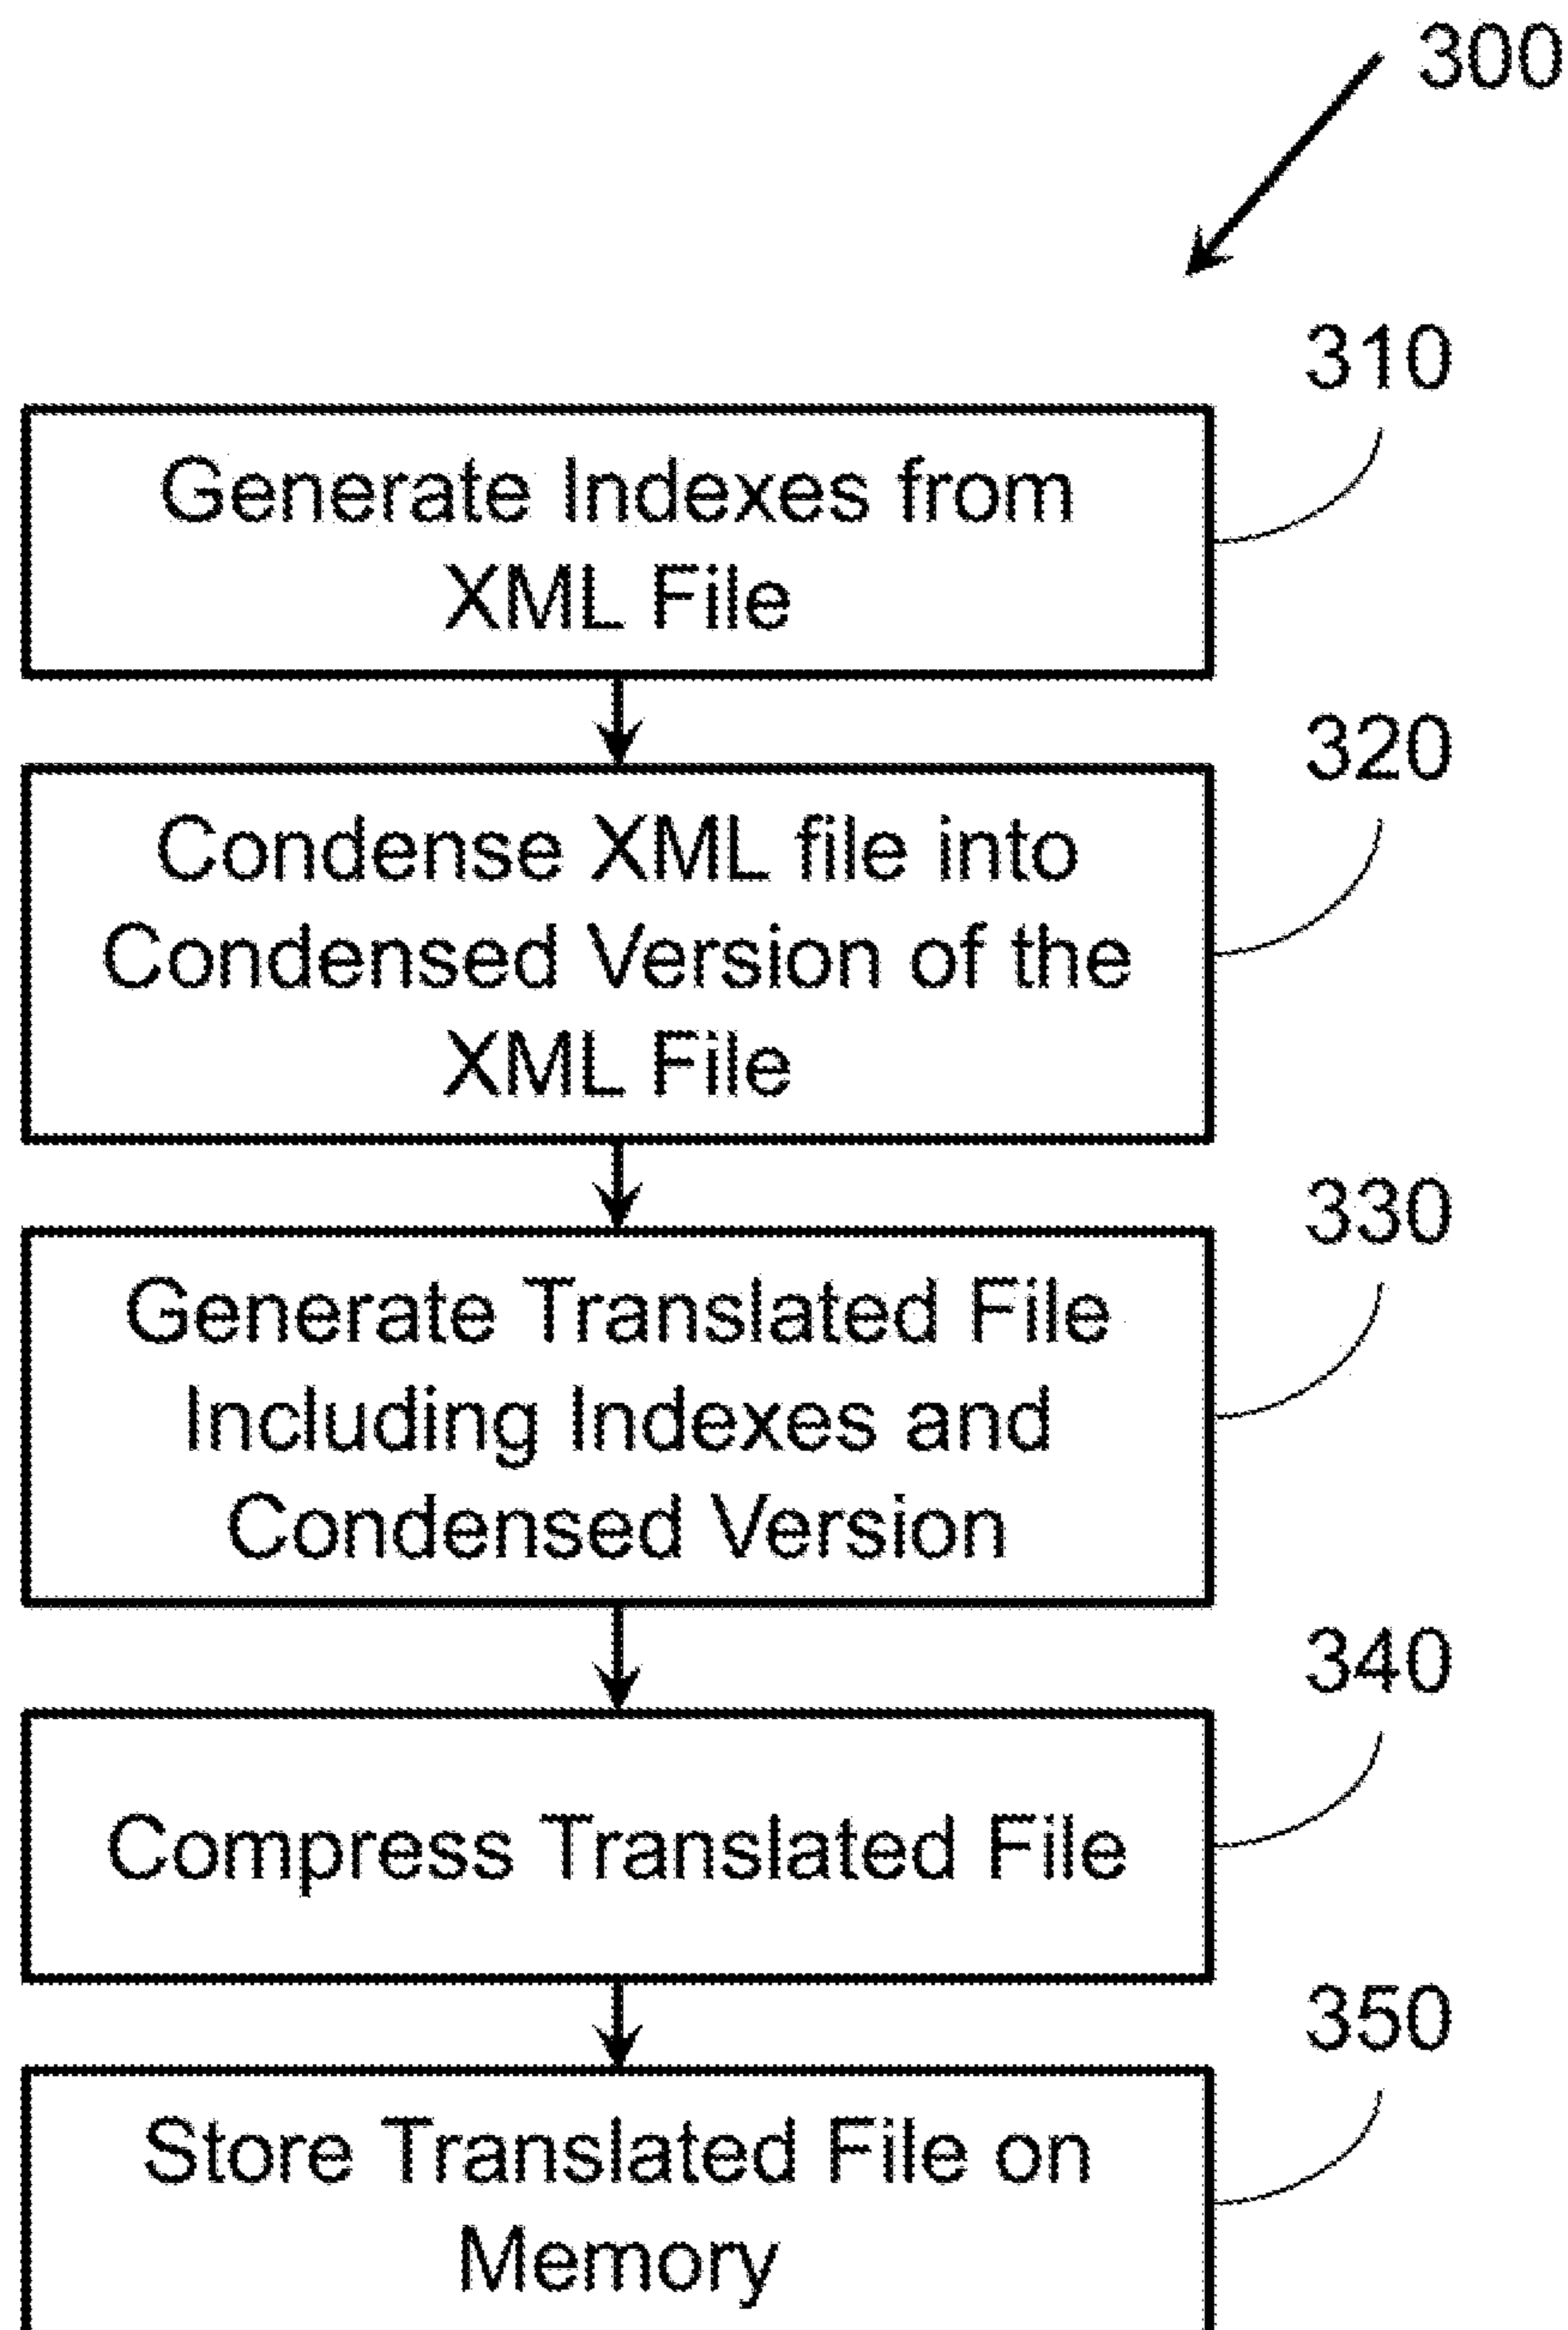 300
310
Generate Indexes from
XML File
320
Condense XML file into
Condensed Version of the
XML File
330
Generate Translated File
Including Indexes and
Condensed Version
340
Compress Translated File
350
Store Translated File on
Memory